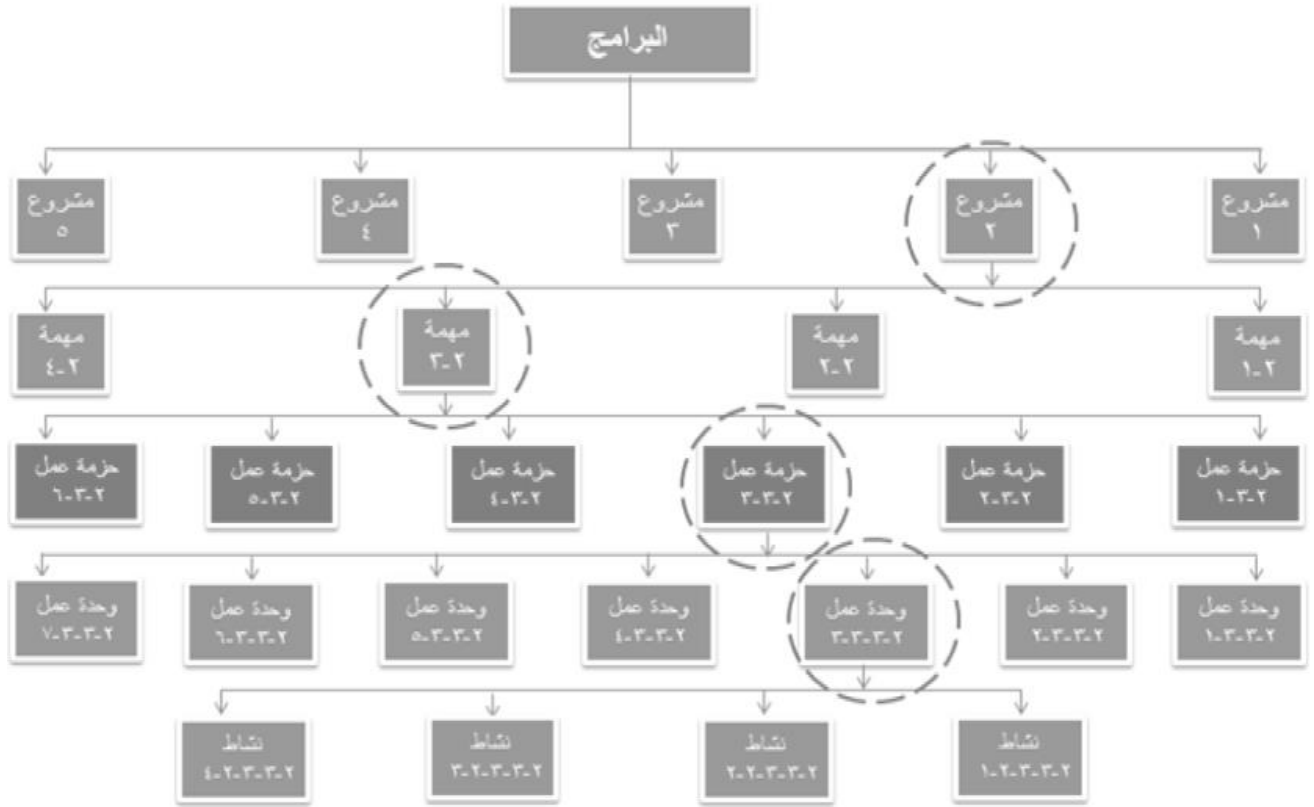 البرامج
مشروع
١
مشروع
٢
مشروع
٣
مشروع
٤
مشروع
٥
مهمة
٢-١
مهمة
٢-٢
مهمة
٢-٣
مهمة
٢-٤
حزمة عمل
٢-٣-١
حزمة عمل
٢-٣-٢
حزمة عمل
٢-٣-٣
حزمة عمل
٢-٣-٤
حزمة عمل
٢-٣-٥
حزمة عمل
٢-٣-٦
وحدة عمل
٢-٣-٣-١
وحدة عمل
٢-٣-٣-٢
وحدة عمل
٢-٣-٣-٣
وحدة عمل
٢-٣-٣-٤
وحدة عمل
٢-٣-٣-٥
وحدة عمل
٢-٣-٣-٦
وحدة عمل
٢-٣-٣-٧
نشاط
٢-٣-٣-٢-١
نشاط
٢-٣-٣-٢-٢
نشاط
٢-٣-٣-٢-٣
نشاط
٢-٣-٣-٢-٤